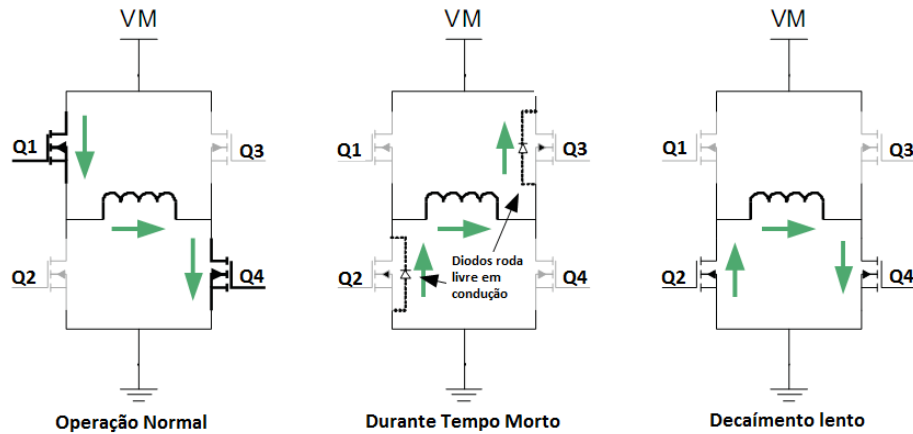 VM
Q1
Q3
Q2
Q4
Operação Normal
VM
Q1
Q3
Q2
Diodos roda
livre em
condução
Q4
Durante Tempo Morto
VM
Q1
Q3
Q2
Q4
Decaímento lento